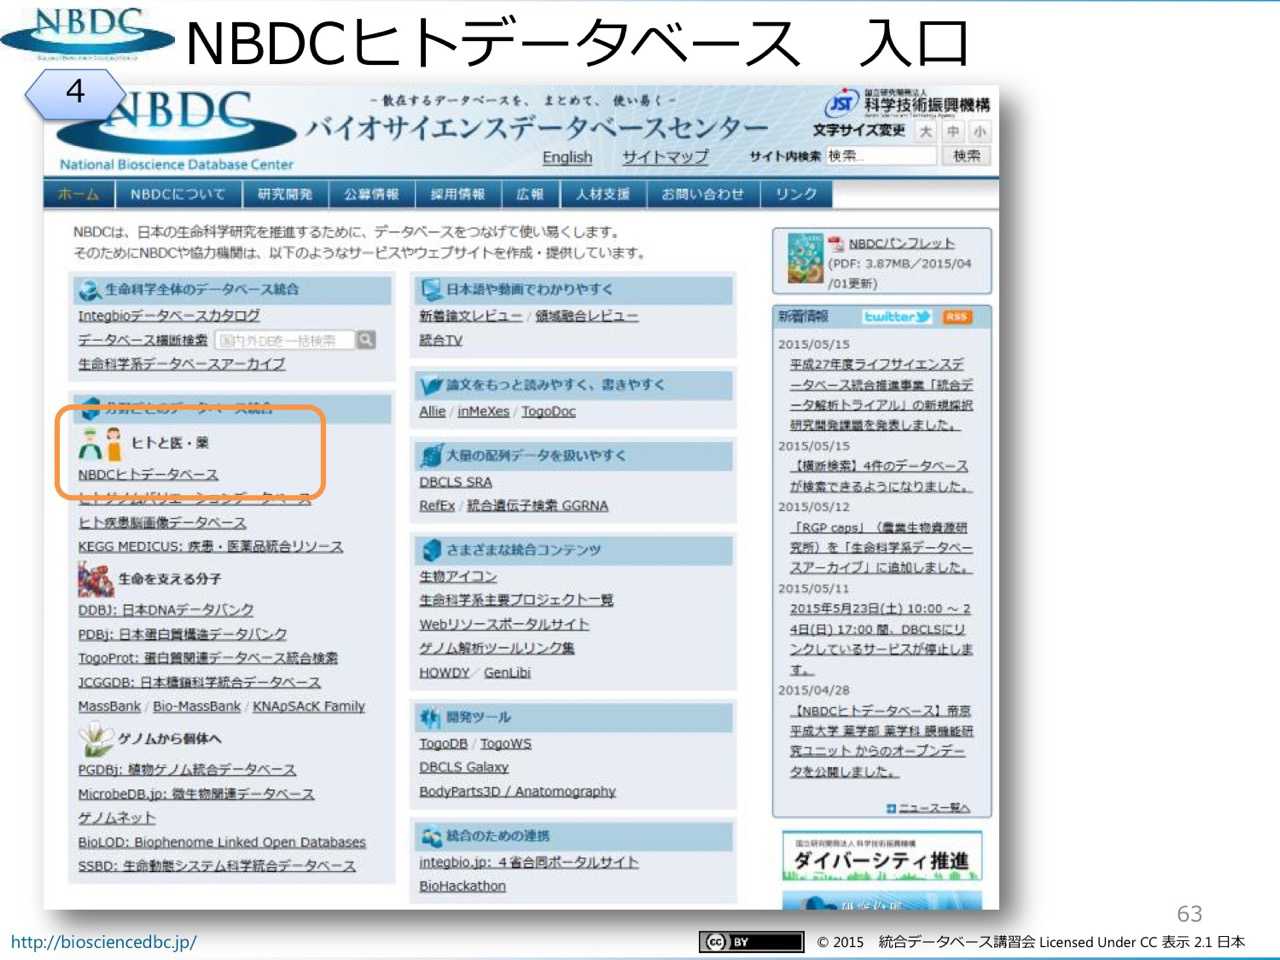 NBDC
NBDCヒトデータベース　入口
4
NBDC
National Bioscience Database Center
-散在するデータベースを、まとめて、使い易く-
バイオサイエンスデータベースセンター
English サイトマップ
国立研究開発法人
JST 科学技術振興機構
文字サイズ変更 大 中 小
サイト内検索 検索... 検索
ホーム NBDCについて 研究開発 公募情報 採用情報 広報 人材支援 お問い合わせ リンク
NBDCは、日本の生命科学研究を推進するために、データベースをつなげて使い易くします。
そのためにNBDCや協力機関は、以下のようなサービスやウェブサイトを作成・提供しています。
生命科学全体のデータベース統合
Integbioデータベースカタログ
データベース横断検索 国内外DBを一括検索
生命科学系データベースアーカイブ
分野ごとのデータベース統合
ヒトと医・薬
NBDCヒトデータベース
ヒトゲノムバリエーションデータベース
ヒト疾患脳画像データベース
KEGG MEDICUS: 疾患・医薬品統合リソース
生命を支える分子
DDBJ: 日本DNAデータバンク
PDBj: 日本蛋白質構造データバンク
TogoProt: 蛋白質関連データベース統合検索
JCGGDB: 日本糖鎖科学統合データベース
MassBank / Bio-MassBank / KNApSAcK Family
ゲノムから個体へ
PGDBj: 植物ゲノム統合データベース
MicrobeDB.jp: 微生物関連データベース
ゲノムネット
BioLOD: Biophenome Linked Open Databases
SSBD: 生命動態システム科学統合データベース
日本語や動画でわかりやすく
新着論文レビュー / 領域融合レビュー
統合TV
論文をもっと読みやすく、書きやすく
Allie / inMeXes / TogoDoc
大量の配列データを扱いやすく
DBCLS SRA
RefEx / 統合遺伝子検索 GGRNA
さまざまな統合コンテンツ
生物アイコン
生命科学系主要プロジェクト一覧
Webリソースポータルサイト
ゲノム解析ツールリンク集
HOWDY / GenLibi
開発ツール
TogoDB / TogoWS
DBCLS Galaxy
BodyParts3D / Anatomography
統合のための連携
integbio.jp: 4省合同ポータルサイト
BioHackathon
NBDCパンフレット
(PDF: 3.87MB／2015/04
/01更新)
新着情報 twitter RSS
2015/05/15
平成27年度ライフサイエンスデ
ータベース統合推進事業「統合デ
ータ解析トライアル」の新規採択
研究開発課題を発表しました。
2015/05/15
【横断検索】4件のデータベース
が検索できるようになりました。
2015/05/12
「RGP caps」（農業生物資源研
究所）を「生命科学系データベー
スアーカイブ」に追加しました。
2015/05/11
2015年5月23日(土) 10:00 ～ 2
4日(日) 17:00 間、DBCLSにリ
ンクしているサービスが停止しま
す。
2015/04/28
【NBDCヒトデータベース】帝京
平成大学 薬学部 薬学科 膜機能研
究ユニット からのオープンデー
タを公開しました。
ニュース一覧へ
国立研究開発法人 科学技術振興機構
ダイバーシティ推進
63
http://biosciencedbc.jp/
cc BY
© 2015　統合データベース講習会 Licensed Under CC 表示 2.1 日本